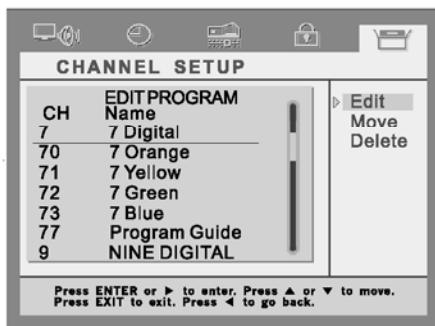 CHANNEL SETUP
EDIT PROGRAM
CH Name
7 7 Digital
70 7 Orange
71 7 Yellow
72 7 Green
73 7 Blue
77 Program Guide
9 NINE DIGITAL
▷ Edit
Move
Delete
Press ENTER or ▶ to enter. Press ▲ or ▼ to move.
Press EXIT to exit. Press ◀ to go back.